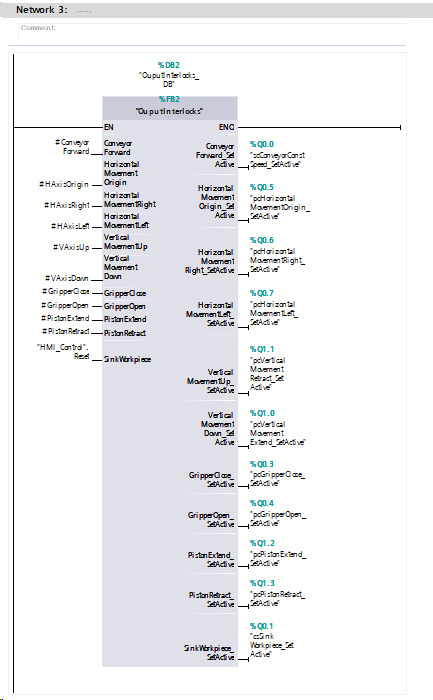 Network 3: .....
Comment
%DB2
"OuputInterlocks_
DB"
%FB2
"OuputInterlocks"
EN
ENO
#Conveyor
Forward
Conveyor
Forward
Conveyor
Forward_Set
Active
%Q0.0
"scConveyorConst
Speed_SetActive"
#HAxisOrigin
Horizontal
Movement
Origin
Horizontal
Movement
Origin_Set
Active
%Q0.5
"pcHorizontal
MovementOrigin_
SetActive"
#HAxisRight
Horizontal
MovementRight
#HAxisLeft
Horizontal
MovementLeft
#VAxisUp
Vertical
MovementUp
Horizontal
Movement
Right_SetActive
%Q0.6
"pcHorizontal
MovementRight_
SetActive"
#VAxisDown
Vertical
Movement
Down
#GripperClose
GripperClose
#GripperOpen
GripperOpen
Horizontal
MovementLeft_
SetActive
%Q0.7
"pcHorizontal
MovementLeft_
SetActive"
#PistonExtend
PistonExtend
#PistonRetract
PistonRetract
"HMI_Control".
Reset
SinkWorkpiece
Vertical
MovementUp_
SetActive
%Q1.1
"pcVertical
Movement
Retract_Set
Active"
Vertical
Movement
Down_Set
Active
%Q1.0
"pcVertical
Movement
Extend_SetActive"
GripperClose_
SetActive
%Q0.3
"pcGripperClose_
SetActive"
GripperOpen_
SetActive
%Q0.4
"pcGripperOpen_
SetActive"
PistonExtend_
SetActive
%Q1.2
"pcPistonExtend_
SetActive"
PistonRetract_
SetActive
%Q1.3
"pcPistonRetract_
SetActive"
SinkWorkpiece_
SetActive
%Q0.1
"csSink
Workpiece_Set
Active"